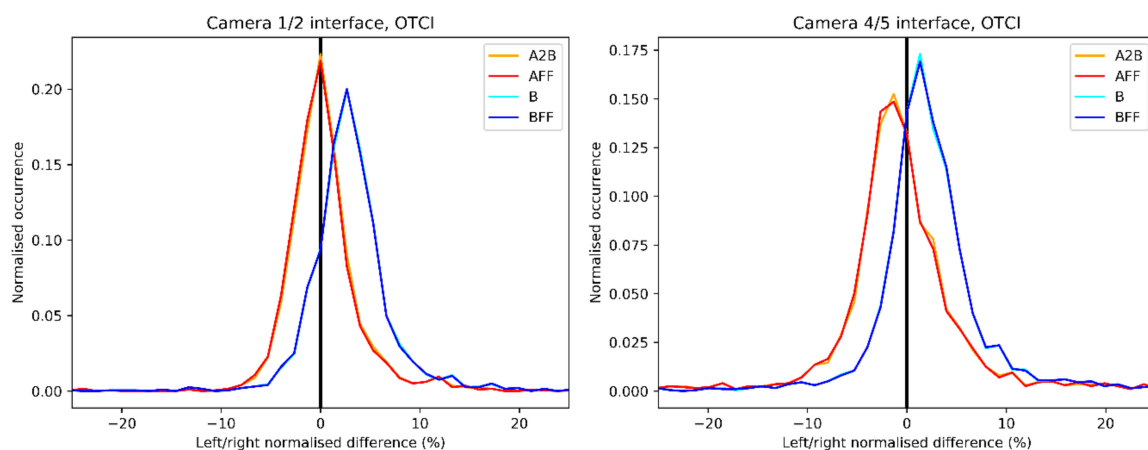 Camera 1/2 interface, OTCI
Normalised occurrence
0.20
0.15
0.10
0.05
0.00
A2B
AFF
B
BFF
−20
−10
0
10
20
Left/right normalised difference (%)
Camera 4/5 interface, OTCI
Normalised occurrence
0.175
0.150
0.125
0.100
0.075
0.050
0.025
0.000
A2B
AFF
B
BFF
−20
−10
0
10
20
Left/right normalised difference (%)